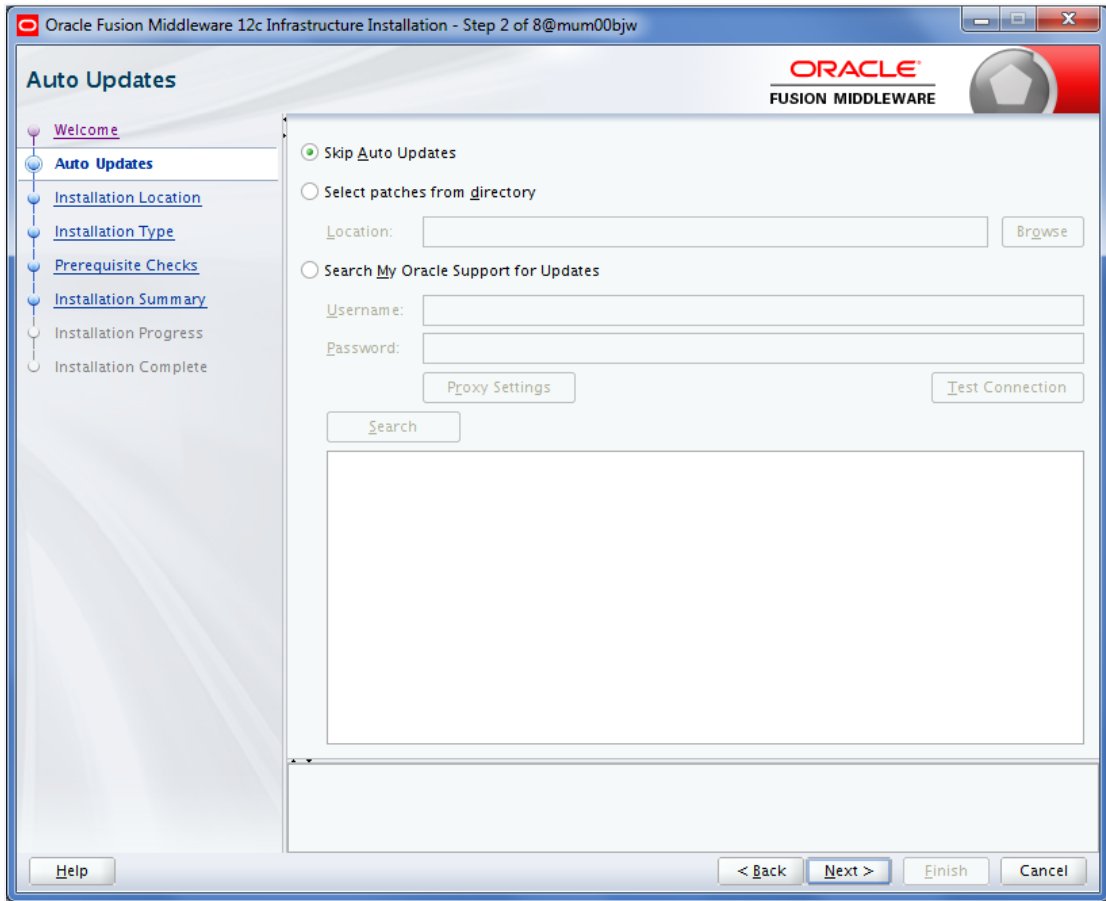 Oracle Fusion Middleware 12c Infrastructure Installation - Step 2 of 8@mum00bjw
Auto Updates
ORACLE®
FUSION MIDDLEWARE
Welcome
Auto Updates
Installation Location
Installation Type
Prerequisite Checks
Installation Summary
Installation Progress
Installation Complete
Skip Auto Updates
Select patches from directory
Location:
Browse
Search My Oracle Support for Updates
Username:
Password:
Proxy Settings
Test Connection
Search
Help
< Back
Next >
Finish
Cancel